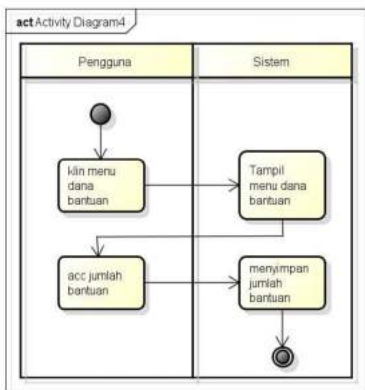 act Activity Diagram4
Pengguna
Sistem
klin menu
dana
bantuan
Tampil
menu dana
bantuan
acc jumlah
bantuan
menyimpan
jumlah
bantuan